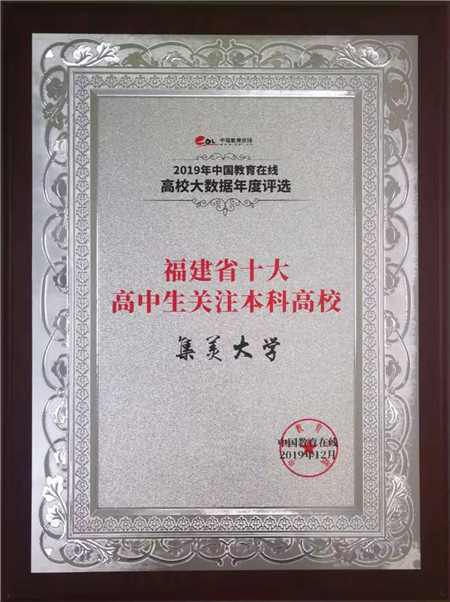 中国教育在线
2019年中国教育在线
高校大数据年度评选
福建省十大
高中生关注本科高校
集美大学
中国教育在线
2019年12月